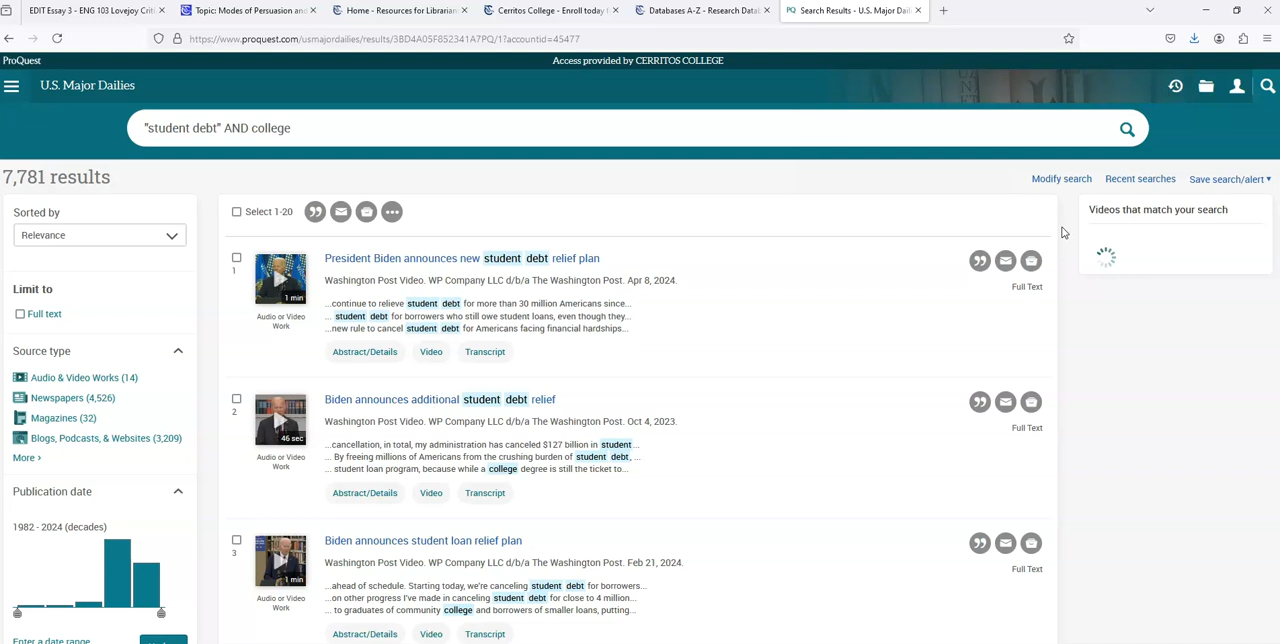 EDIT Essay 3 - ENG 103 Lovejoy Criti
Topic: Modes of Persuasion and
Home - Resources for Librarians
Cerritos College - Enroll today f
Databases A-Z - Research Datab
PQ Search Results - U.S. Major Dail
https://www.proquest.com/usmajordailies/results/3BD4A05F852341A7PQ/1?accountid=45477
ProQuest
Access provided by CERRITOS COLLEGE
U.S. Major Dailies
"student debt" AND college
7,781 results
Modify search
Recent searches
Save search/alert
Sorted by
Relevance
Limit to
Full text
Source type
Audio & Video Works (14)
Newspapers (4,526)
Magazines (32)
Blogs, Podcasts, & Websites (3,209)
More >
Publication date
1982 - 2024 (decades)
Enter a date range
Select 1-20
1
1 min
Audio or Video
Work
President Biden announces new student debt relief plan
Washington Post Video. WP Company LLC d/b/a The Washington Post. Apr 8, 2024.
...continue to relieve student debt for more than 30 million Americans since...
... student debt for borrowers who still owe student loans, even though they...
...new rule to cancel student debt for Americans facing financial hardships...
Abstract/Details
Video
Transcript
Full Text
2
46 sec
Audio or Video
Work
Biden announces additional student debt relief
Washington Post Video. WP Company LLC d/b/a The Washington Post. Oct 4, 2023.
...cancellation, in total, my administration has canceled $127 billion in student...
... By freeing millions of Americans from the crushing burden of student debt, ...
... student loan program, because while a college degree is still the ticket to...
Abstract/Details
Video
Transcript
Full Text
3
1 min
Audio or Video
Work
Biden announces student loan relief plan
Washington Post Video. WP Company LLC d/b/a The Washington Post. Feb 21, 2024.
...ahead of schedule. Starting today, we're canceling student debt for borrowers...
...on other progress I've made in canceling student debt for close to 4 million...
... to graduates of community college and borrowers of smaller loans, putting...
Abstract/Details
Video
Transcript
Full Text
Videos that match your search